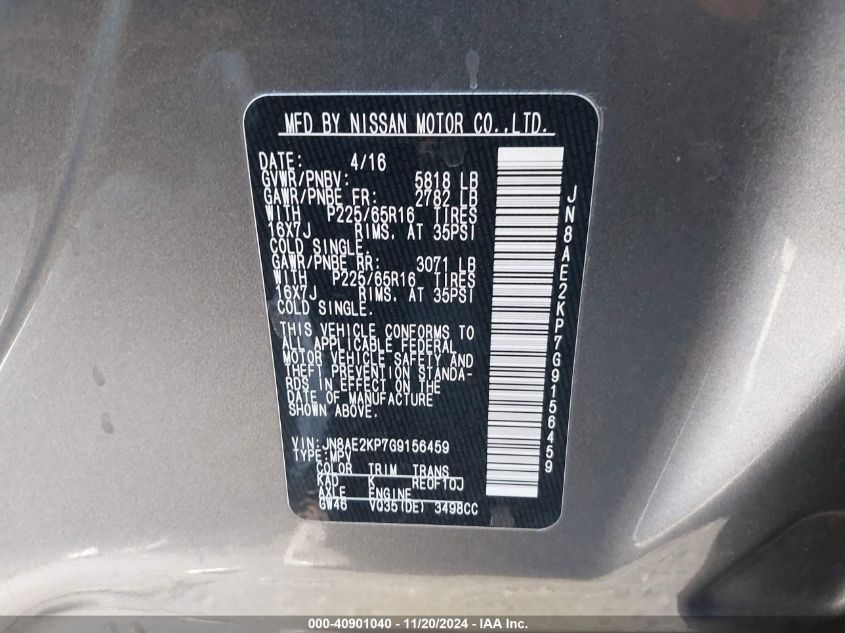 MFD BY NISSAN MOTOR CO.,LTD.
DATE: 4/16
GVWR/PNBV: 5818 LB
GAWR/PNBE FR: 2782 LB
WITH P225/65R16 TIRES
16X7J RIMS, AT 35PSI
COLD SINGLE.
GAWR/PNBE RR: 3071 LB
WITH P225/65R16 TIRES
16X7J RIMS, AT 35PSI
COLD SINGLE.
THIS VEHICLE CONFORMS TO
ALL APPLICABLE FEDERAL
MOTOR VEHICLE SAFETY AND
THEFT PREVENTION STANDA-
RDS IN EFFECT ON THE
DATE OF MANUFACTURE
SHOWN ABOVE.
VIN:JN8AE2KP7G9156459
TYPE:MPV
COLOR TRIM TRANS
KAD K RE0F10J
AXLE ENGINE
GW46 VQ35(DE) 3498CC
JN8AE2KP7G9156459
000-40901040 - 11/20/2024 - IAA, Inc.